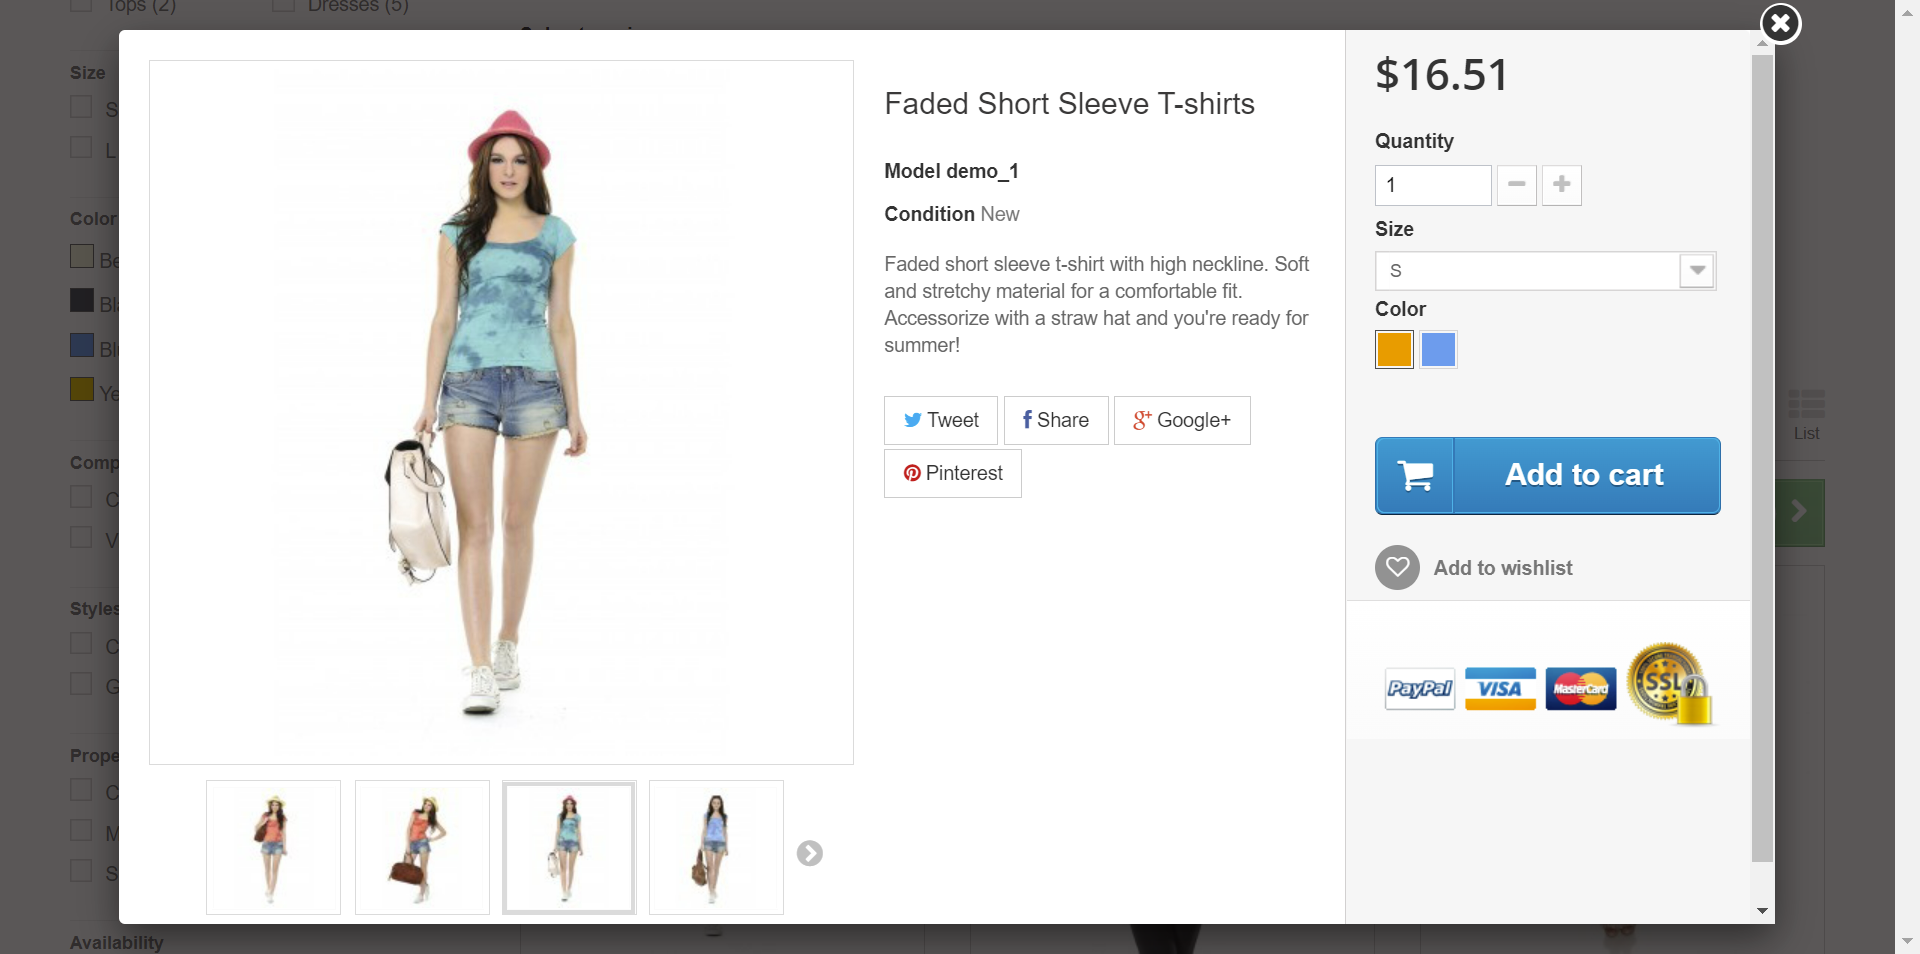 Tops (2)
Dresses (5)
Size
S
L
Color
Be
Bla
Blu
Ye
Comp
C
V
Styles
C
G
Prope
C
M
S
Availability
Faded Short Sleeve T-shirts
Model demo_1
Condition New
Faded short sleeve t-shirt with high neckline. Soft
and stretchy material for a comfortable fit.
Accessorize with a straw hat and you're ready for
summer!
Tweet
Share
Google+
Pinterest
$16.51
Quantity
1
Size
S
Color
Add to cart
Add to wishlist
PayPal VISA MasterCard SSL
List